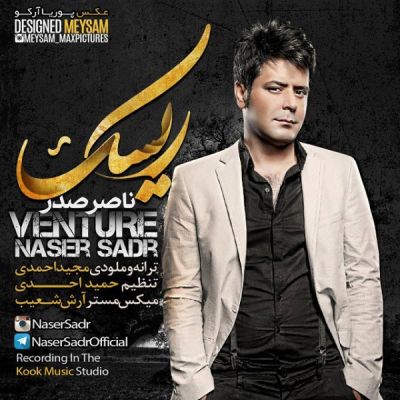 عکس پوریا آرکو
DESIGNED MEYSAM
MEYSAM_MAXPICTURES
ریسک
ناصر صدر
VENTURE
NASER SADR
ترانه و ملودی مجید احمدی
تنظیم حمید احمدی
میکس مستر آرش شعیب
NaserSadr
NaserSadrOfficial
Recording In The
Kook Music Studio